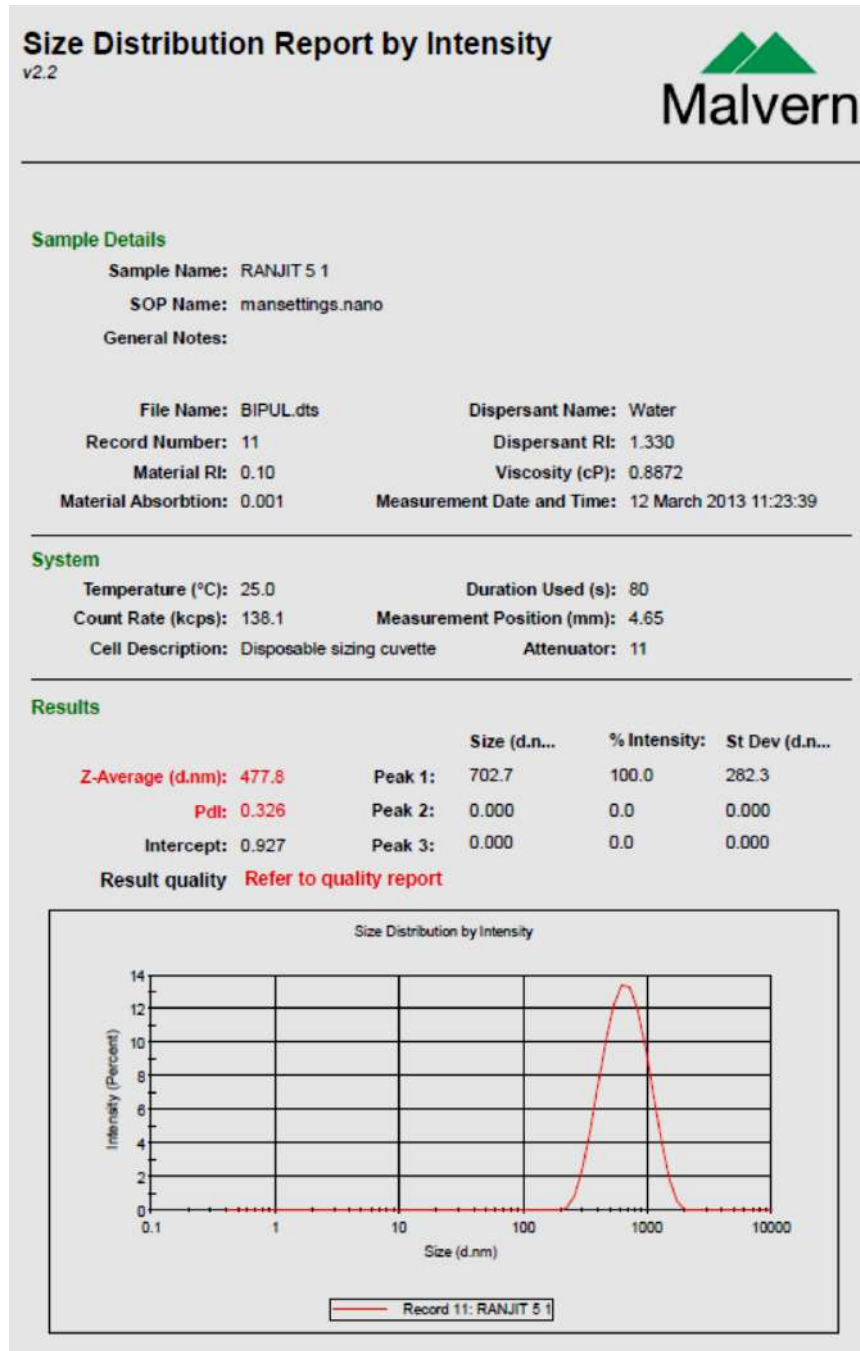 Size Distribution Report by Intensity
v2.2
Malvern
Sample Details
Sample Name: RANJIT 5 1
SOP Name: mansettings.nano
General Notes:
File Name: BIPUL.dts Dispersant Name: Water
Record Number: 11 Dispersant RI: 1.330
Material RI: 0.10 Viscosity (cP): 0.8872
Material Absorbtion: 0.001 Measurement Date and Time: 12 March 2013 11:23:39
System
Temperature (°C): 25.0 Duration Used (s): 80
Count Rate (kcps): 138.1 Measurement Position (mm): 4.65
Cell Description: Disposable sizing cuvette Attenuator: 11
Results
Size (d.n... % Intensity: St Dev (d.n...
Z-Average (d.nm): 477.8 Peak 1: 702.7 100.0 282.3
PdI: 0.326 Peak 2: 0.000 0.0 0.000
Intercept: 0.927 Peak 3: 0.000 0.0 0.000
Result quality Refer to quality report
Size Distribution by Intensity
Intensity (Percent)
14
12
10
8
6
4
2
0
0.1 1 10 100 1000 10000
Size (d.nm)
Record 11: RANJIT 5 1